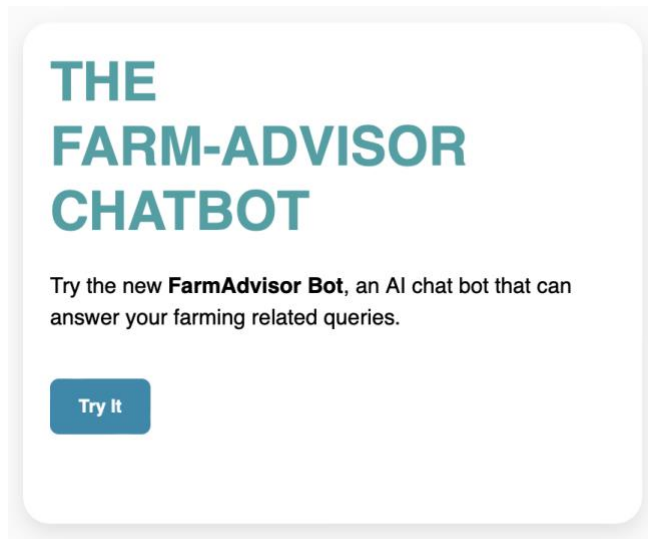 THE
FARM-ADVISOR
CHATBOT
Try the new FarmAdvisor Bot, an AI chat bot that can
answer your farming related queries.
Try It